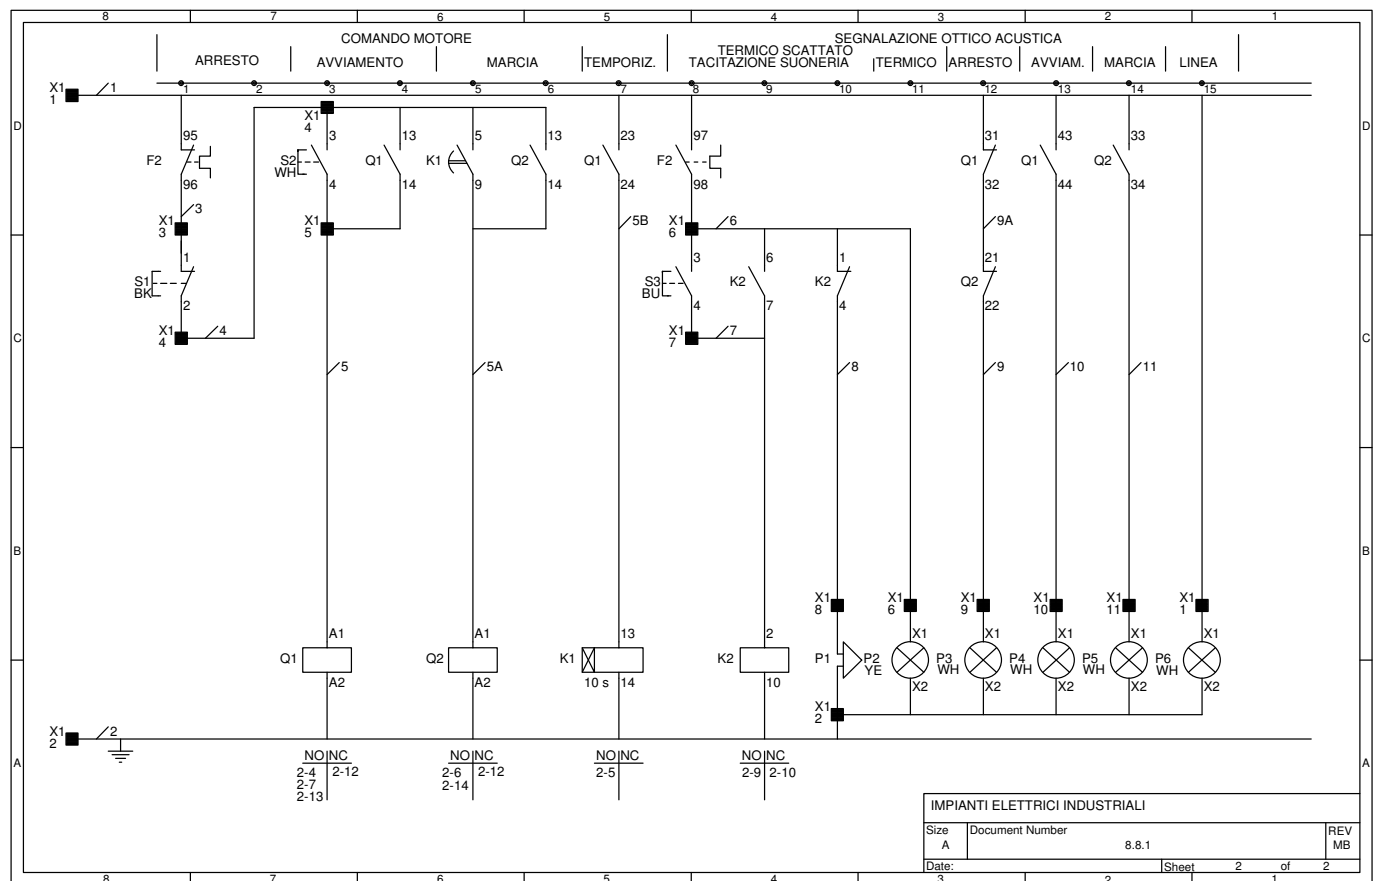 8 7 6 5 4 3 2 1
COMANDO MOTORE SEGNALAZIONE OTTICO ACUSTICA
TERMICO SCATTATO
ARRESTO AVVIAMENTO MARCIA TEMPORIZ. TACITAZIONE SUONERIA TERMICO ARRESTO AVVIAM. MARCIA LINEA
X1 1 1 2 3 4 5 6 7 8 9 10 11 12 13 14 15
1
X1
4
D D
95 3 13 5 13 23 97 31 43 33
F2 S2 Q1 K1 Q2 Q1 F2 Q1 Q1 Q2
WH
96 4 14 9 14 24 98 32 44 34
3
X1 X1 5B X1 6 9A
3 5 6
1 3 6 1 21
S1 S3 K2 K2 Q2
BK BU
2 4 7 4 22
X1 4 X1 7
4 7
C C
5 5A 8 9 10 11
B B
X1 X1 X1 X1 X1 X1
8 6 9 10 11 1
A1 A1 13 2 X1 X1 X1 X1 X1
Q1 Q2 K1 K2 P1 P2 P3 P4 P5 P6
YE WH WH WH WH
A2 A2 10 s 14 10 X2 X2 X2 X2 X2
X1
2
X1 2
2
A A
NO NC NO NC NO NC NO NC
2-4 2-12 2-6 2-12 2-5 2-9 2-10
2-7 2-14
2-13
IMPIANTI ELETTRICI INDUSTRIALI
Size Document Number REV
A 8.8.1 MB
Date: Sheet 2 of 2
8 7 6 5 4 3 2 1